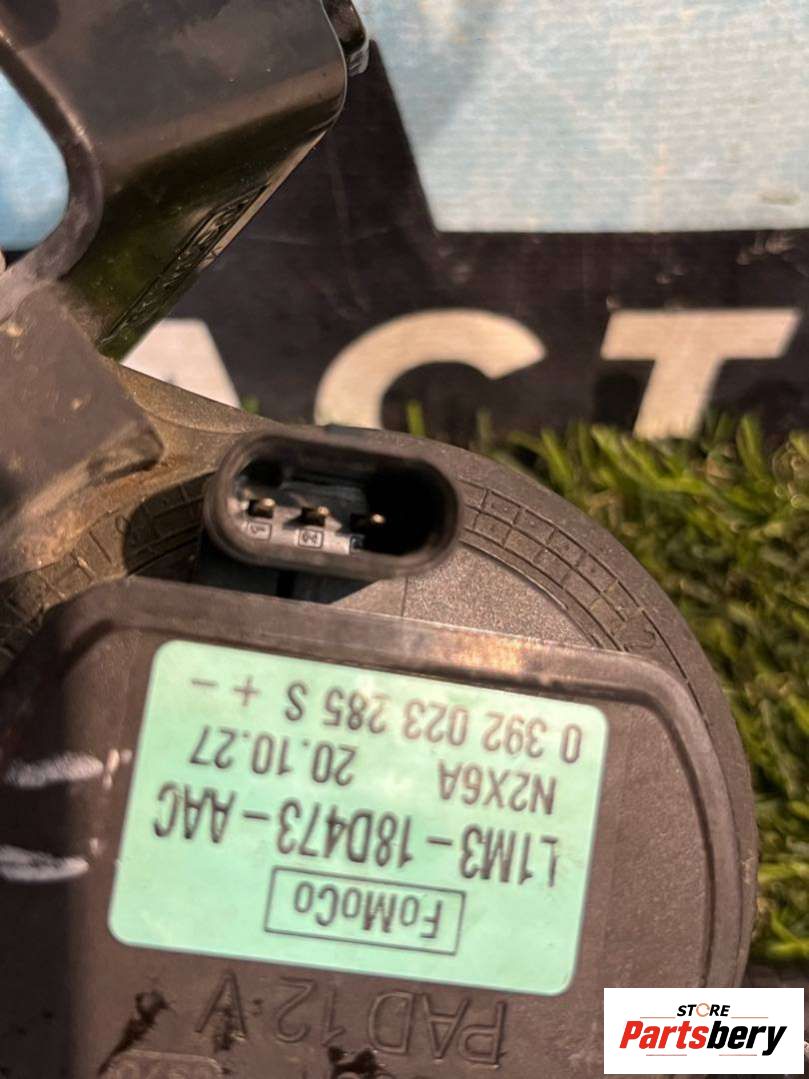 ACT
FoMoCo
L1M3-18D473-AAC
N2X6A 20.10.27
0 392 023 285 S + -
PAD 12 V
STORE
Partsbery